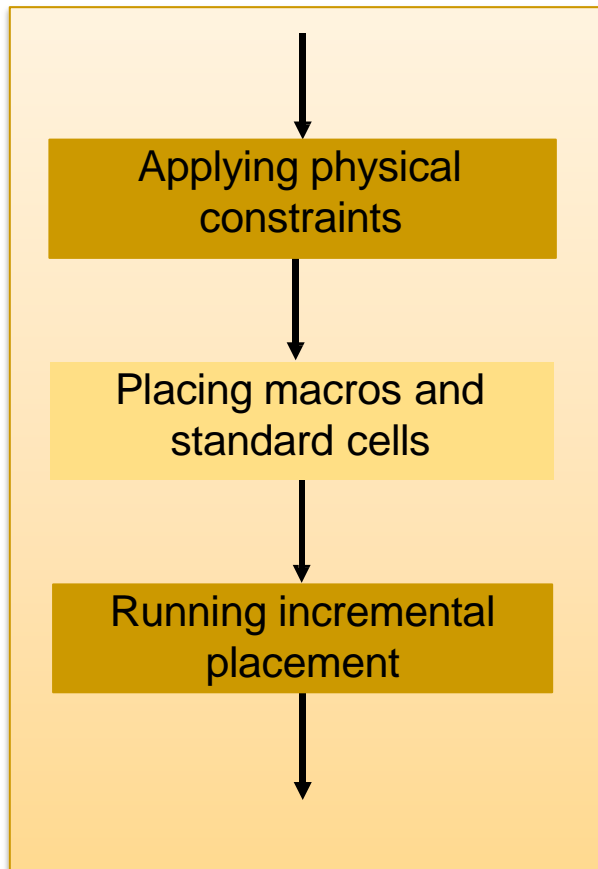 Applying physical
constraints
Placing macros and
standard cells
Running incremental
placement